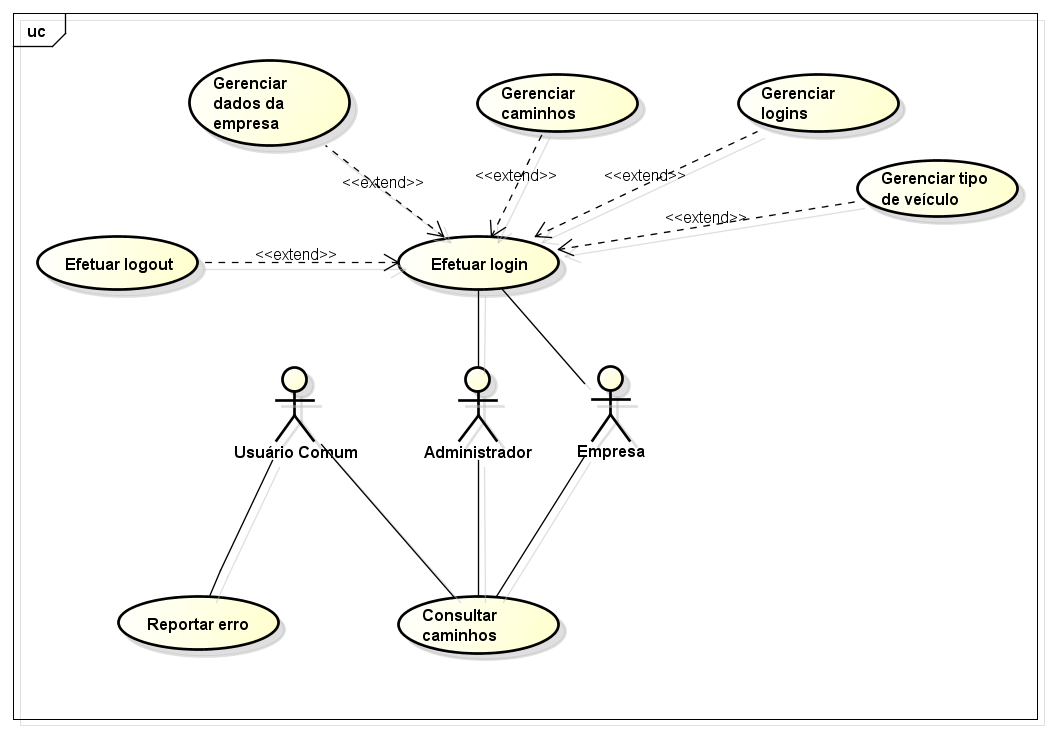 uc
Gerenciar
dados da
empresa
Gerenciar
caminhos
Gerenciar
logins
Gerenciar tipo
de veículo
<<extend>>
<<extend>>
<<extend>>
<<extend>>
<<extend>>
Efetuar logout
Efetuar login
Usuário Comum
Administrador
Empresa
Reportar erro
Consultar
caminhos